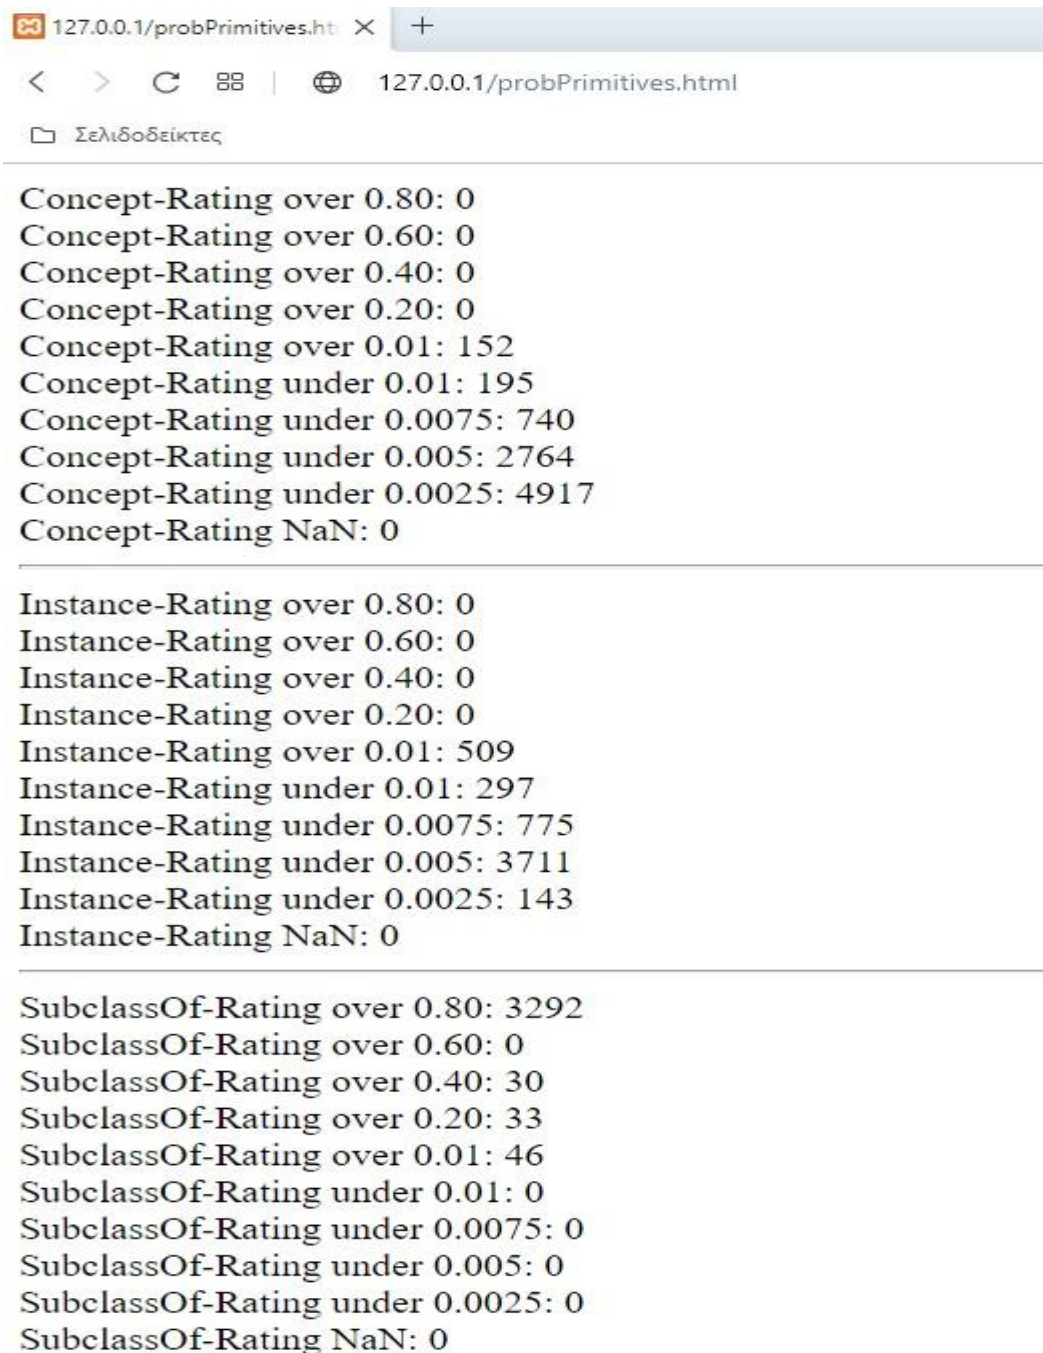 127.0.0.1/probPrimitives.ht
127.0.0.1/probPrimitives.html
Σελιδοδείκτες
Concept-Rating over 0.80: 0
Concept-Rating over 0.60: 0
Concept-Rating over 0.40: 0
Concept-Rating over 0.20: 0
Concept-Rating over 0.01: 152
Concept-Rating under 0.01: 195
Concept-Rating under 0.0075: 740
Concept-Rating under 0.005: 2764
Concept-Rating under 0.0025: 4917
Concept-Rating NaN: 0
Instance-Rating over 0.80: 0
Instance-Rating over 0.60: 0
Instance-Rating over 0.40: 0
Instance-Rating over 0.20: 0
Instance-Rating over 0.01: 509
Instance-Rating under 0.01: 297
Instance-Rating under 0.0075: 775
Instance-Rating under 0.005: 3711
Instance-Rating under 0.0025: 143
Instance-Rating NaN: 0
SubclassOf-Rating over 0.80: 3292
SubclassOf-Rating over 0.60: 0
SubclassOf-Rating over 0.40: 30
SubclassOf-Rating over 0.20: 33
SubclassOf-Rating over 0.01: 46
SubclassOf-Rating under 0.01: 0
SubclassOf-Rating under 0.0075: 0
SubclassOf-Rating under 0.005: 0
SubclassOf-Rating under 0.0025: 0
SubclassOf-Rating NaN: 0